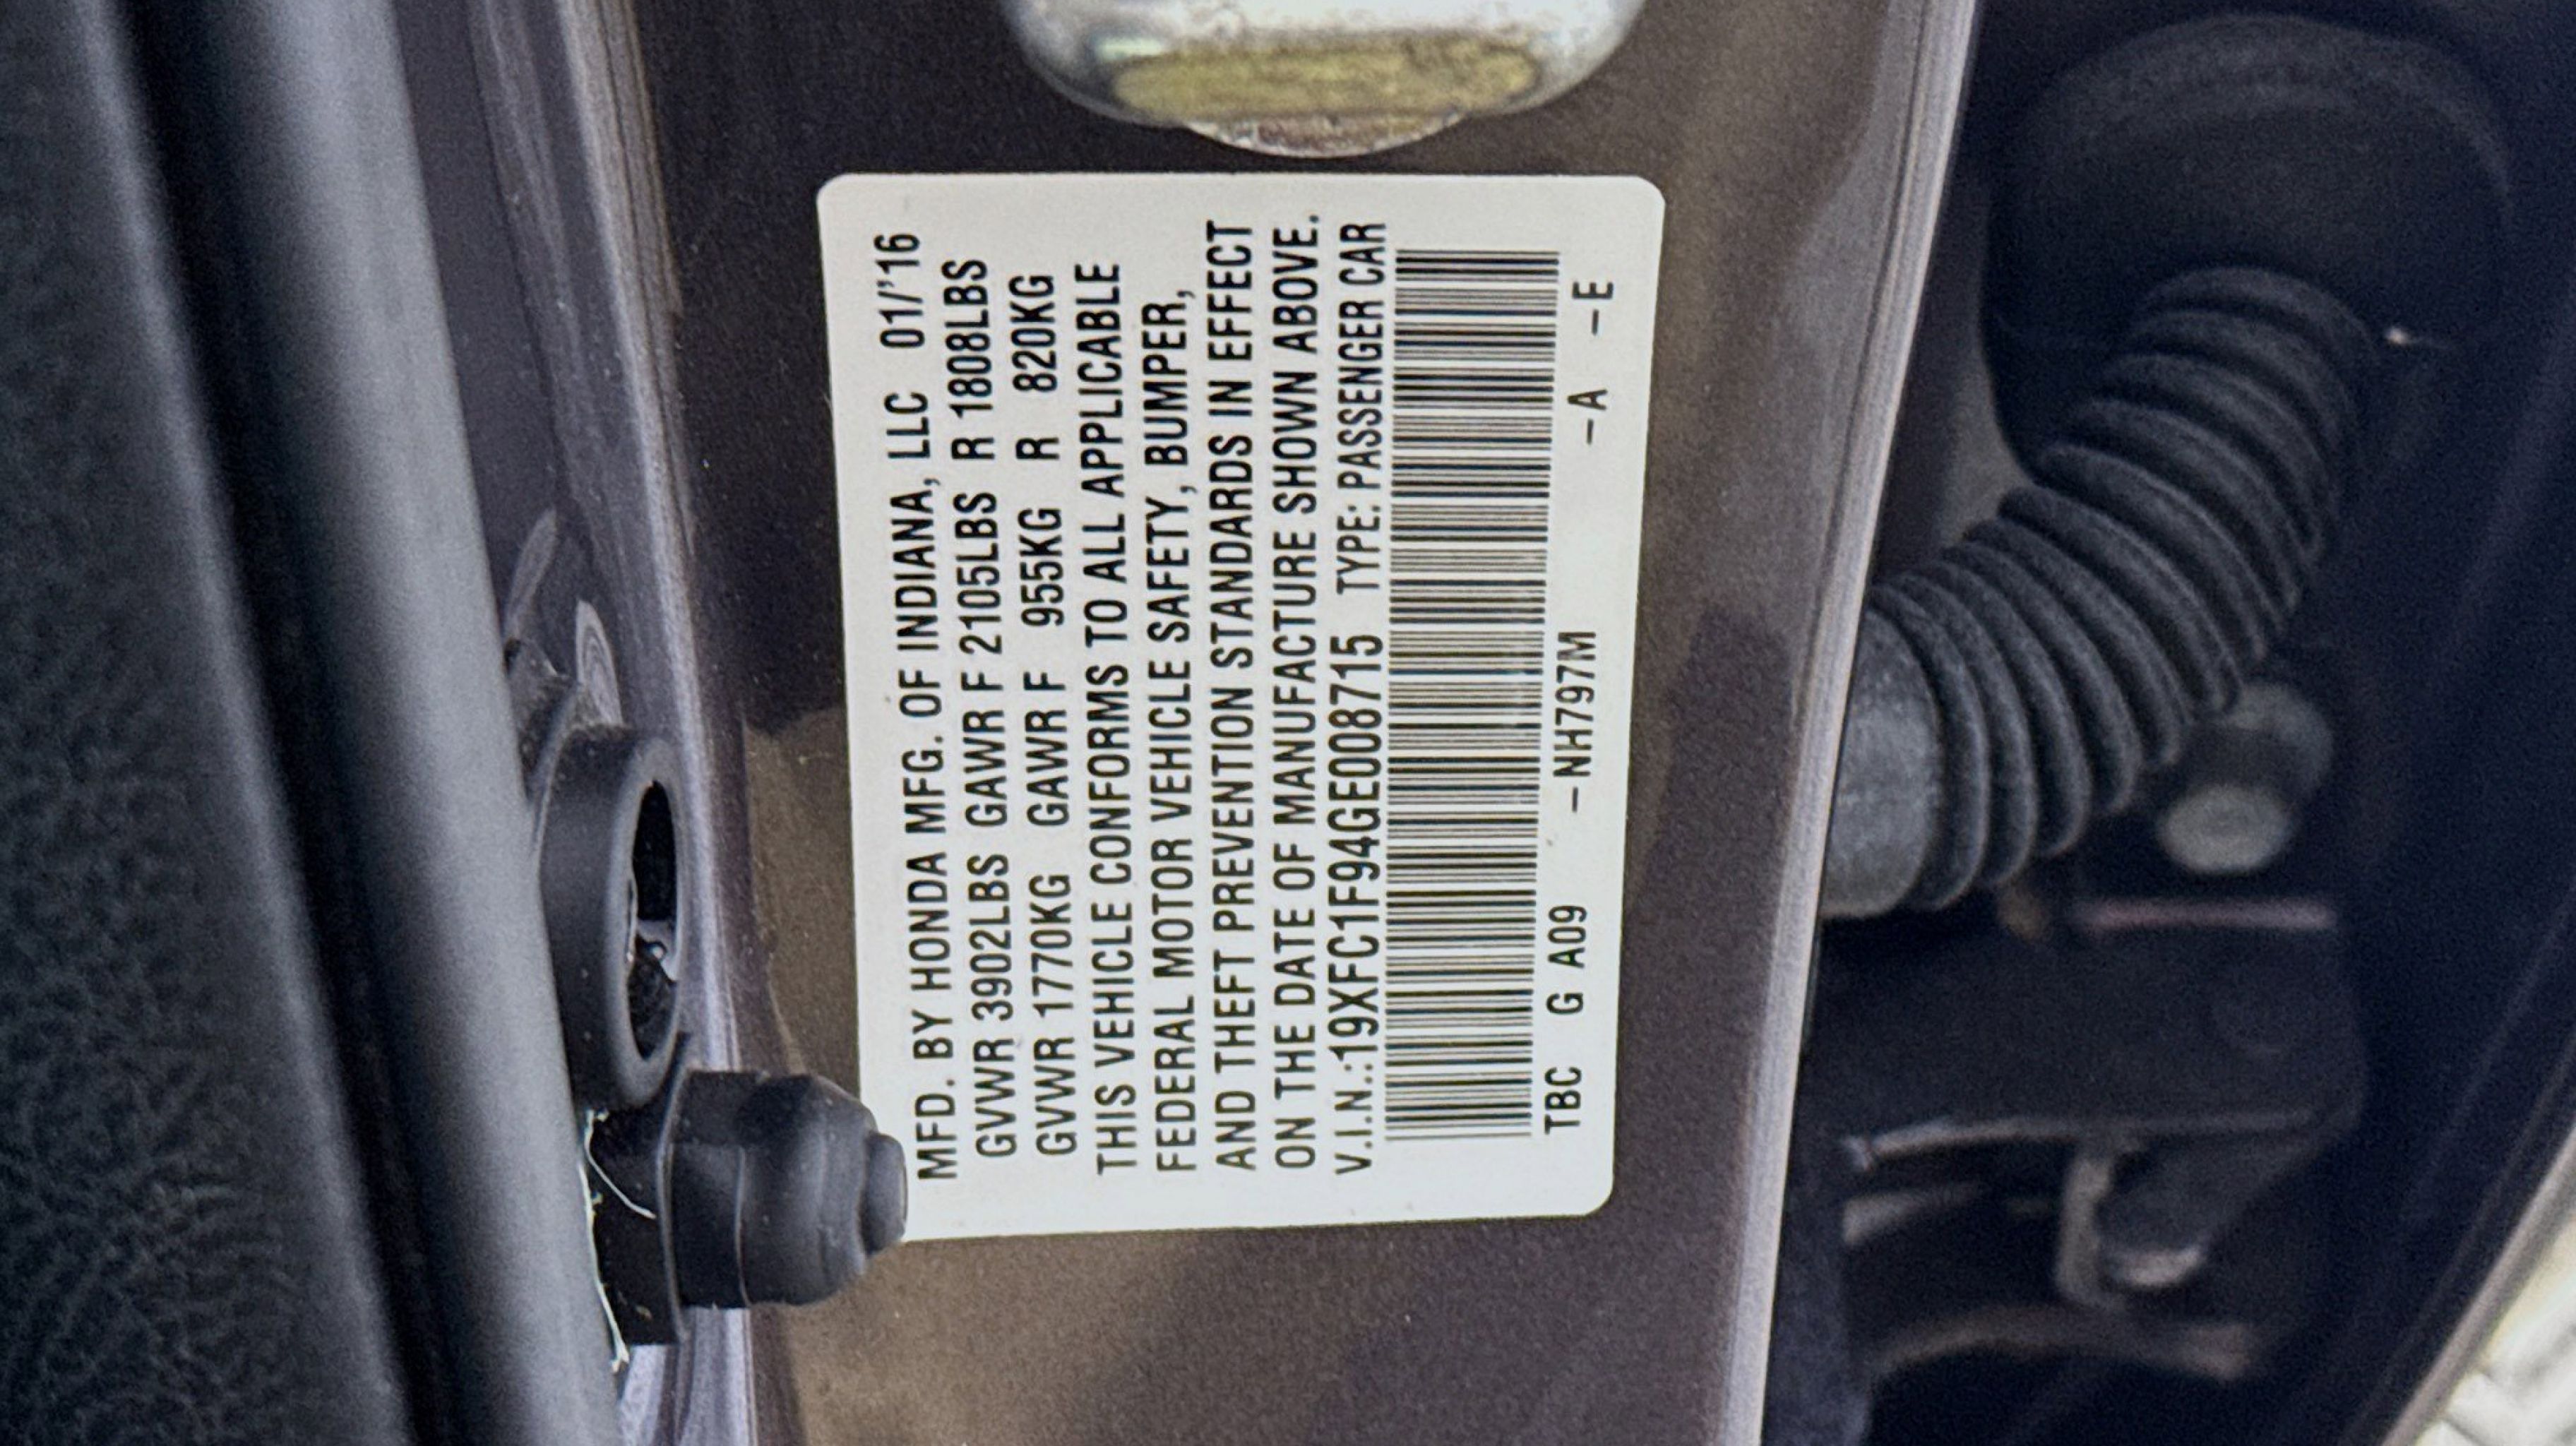 MFD. BY HONDA MFG. OF INDIANA, LLC 01/'16
GVWR 3902LBS GAWR F 2105LBS R 1808LBS
GVWR 1770KG GAWR F 955KG R 820KG
THIS VEHICLE CONFORMS TO ALL APPLICABLE
FEDERAL MOTOR VEHICLE SAFETY, BUMPER,
AND THEFT PREVENTION STANDARDS IN EFFECT
ON THE DATE OF MANUFACTURE SHOWN ABOVE.
V.I.N.:19XFC1F94GE008715 TYPE: PASSENGER CAR
TBC G A09 -NH797M -A -E